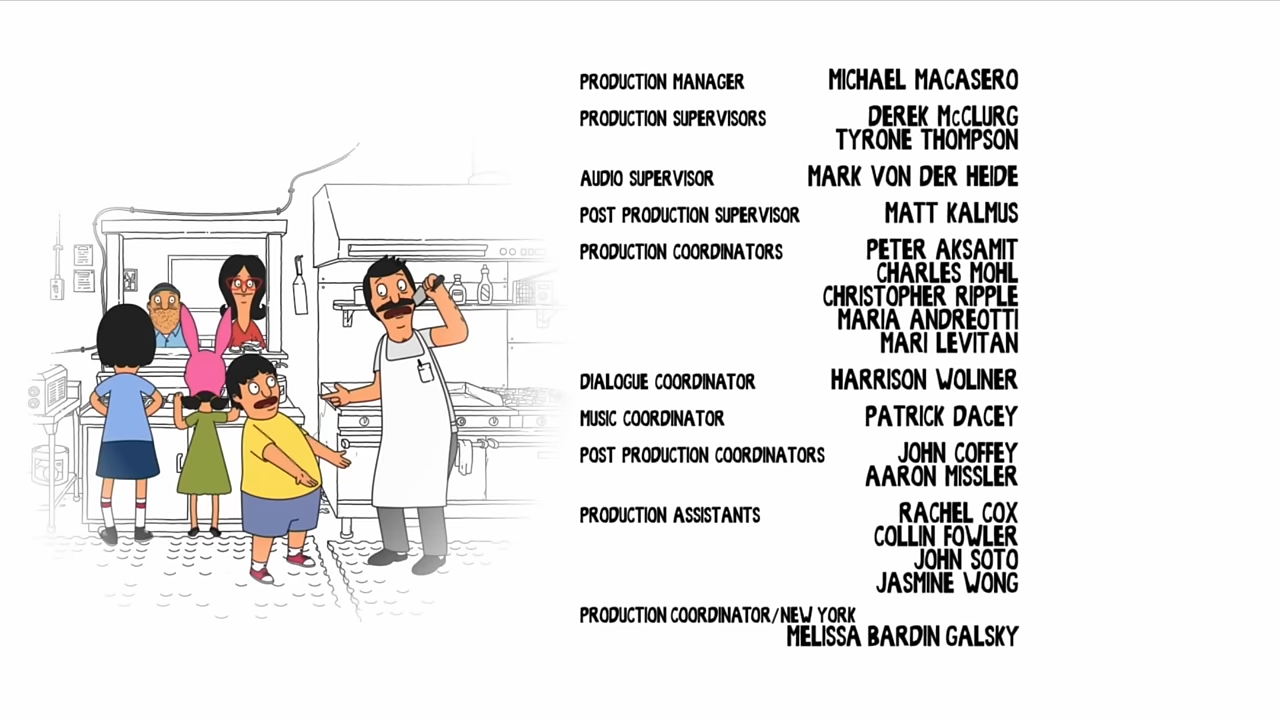 PRODUCTION MANAGER MICHAEL MACASERO
PRODUCTION SUPERVISORS DEREK McCLURG
TYRONE THOMPSON
AUDIO SUPERVISOR MARK VON DER HEIDE
POST PRODUCTION SUPERVISOR MATT KALMUS
PRODUCTION COORDINATORS PETER AKSAMIT
CHARLES MOHL
CHRISTOPHER RIPPLE
MARIA ANDREOTTI
MARI LEVITAN
DIALOGUE COORDINATOR HARRISON WOLINER
MUSIC COORDINATOR PATRICK DACEY
POST PRODUCTION COORDINATORS JOHN COFFEY
AARON MISSLER
PRODUCTION ASSISTANTS RACHEL COX
COLLIN FOWLER
JOHN SOTO
JASMINE WONG
PRODUCTION COORDINATOR/NEW YORK
MELISSA BARDIN GALSKY